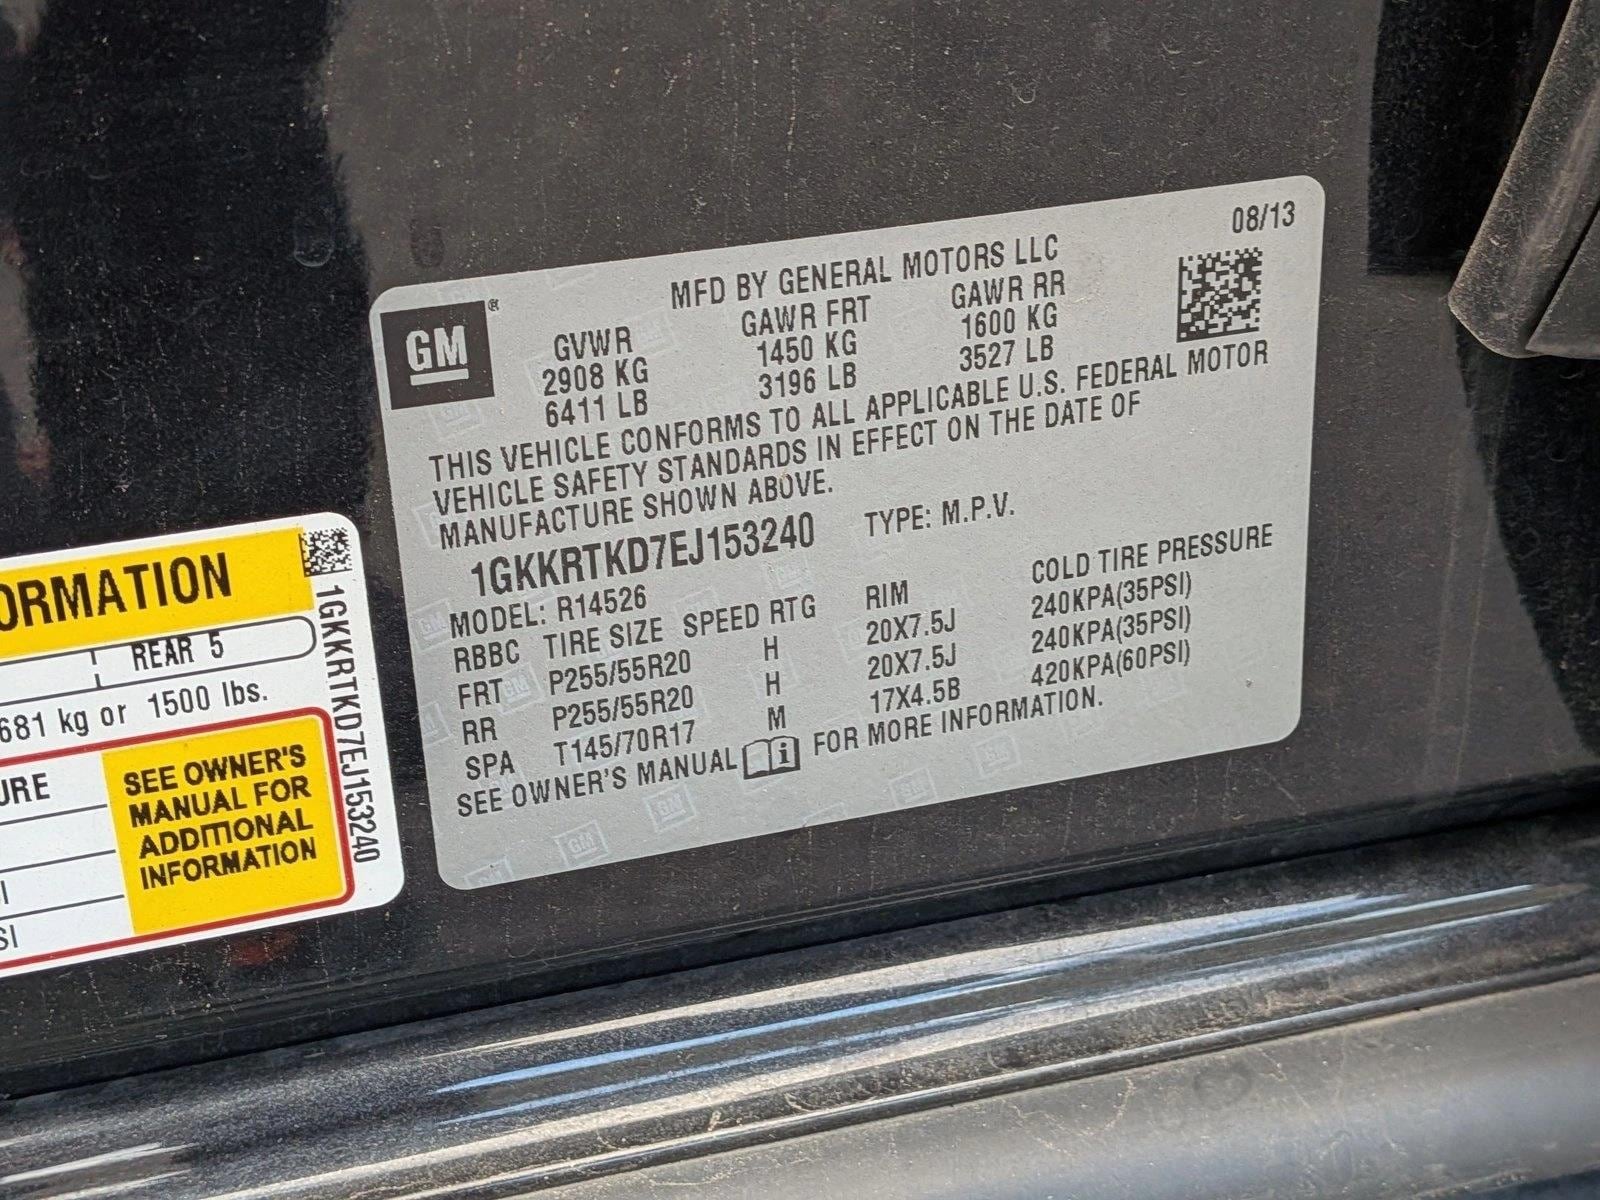 08/13
MFD BY GENERAL MOTORS LLC
GM®
GVWR GAWR FRT GAWR RR
2908 KG 1450 KG 1600 KG
6411 LB 3196 LB 3527 LB
THIS VEHICLE CONFORMS TO ALL APPLICABLE U.S. FEDERAL MOTOR
VEHICLE SAFETY STANDARDS IN EFFECT ON THE DATE OF
MANUFACTURE SHOWN ABOVE.
1GKKRTKD7EJ153240 TYPE: M.P.V.
MODEL: R14526
RBBC TIRE SIZE SPEED RTG RIM COLD TIRE PRESSURE
FRT P255/55R20 H 20X7.5J 240KPA(35PSI)
RR P255/55R20 H 20X7.5J 240KPA(35PSI)
SPA T145/70R17 M 17X4.5B 420KPA(60PSI)
SEE OWNER'S MANUAL i FOR MORE INFORMATION.
ORMATION
REAR 5
681 kg or 1500 lbs.
URE
SEE OWNER'S
MANUAL FOR
ADDITIONAL
INFORMATION
I
SI
1GKKRTKD7EJ153240